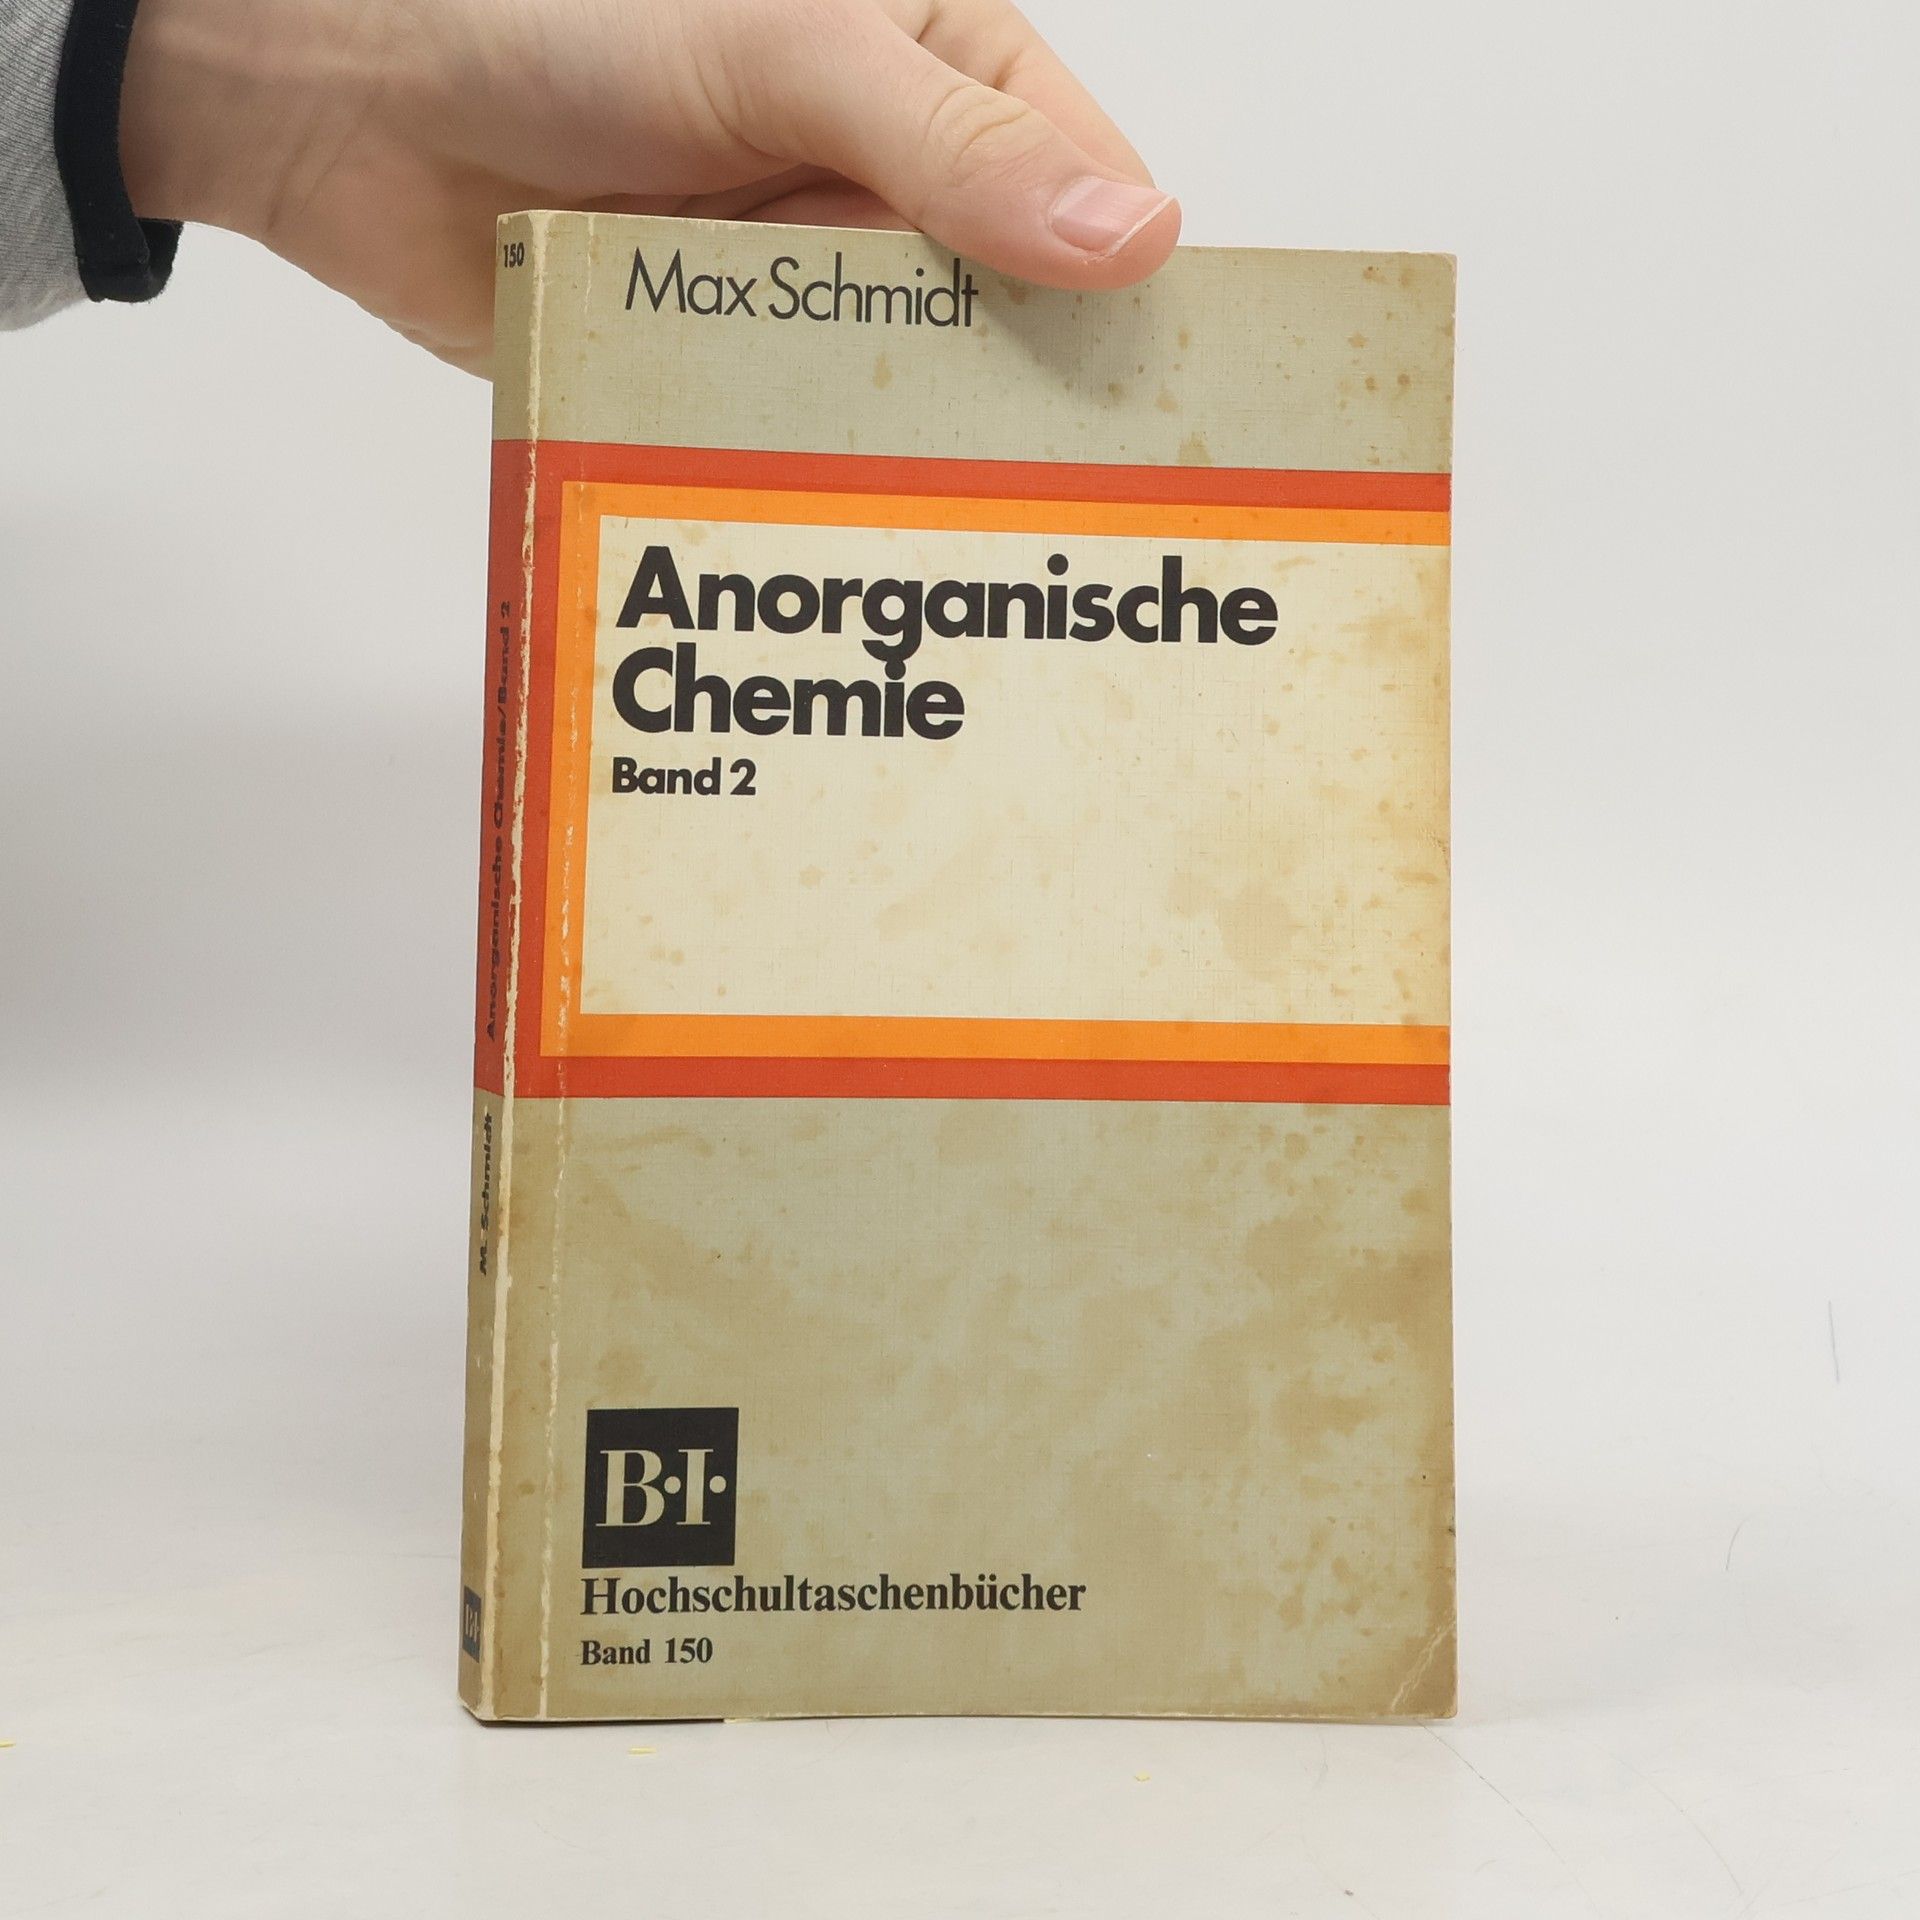 150
Max Schmidt
Anorganische
Chemie
Band 2
Anorganische Chemie/Band 2
M. Schmidt
B·I·
Hochschultaschenbücher
Band 150
B·I·